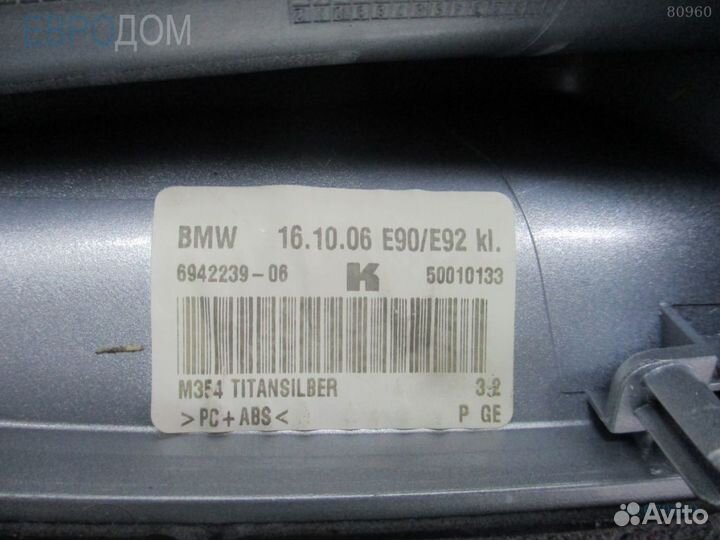 ЕВРОДОМ
80960
BMW 16.10.06 E90/E92 kl.
6942239-06 K 50010133
M354 TITANSILBER 3.2
>PC+ABS< P GE
Avito